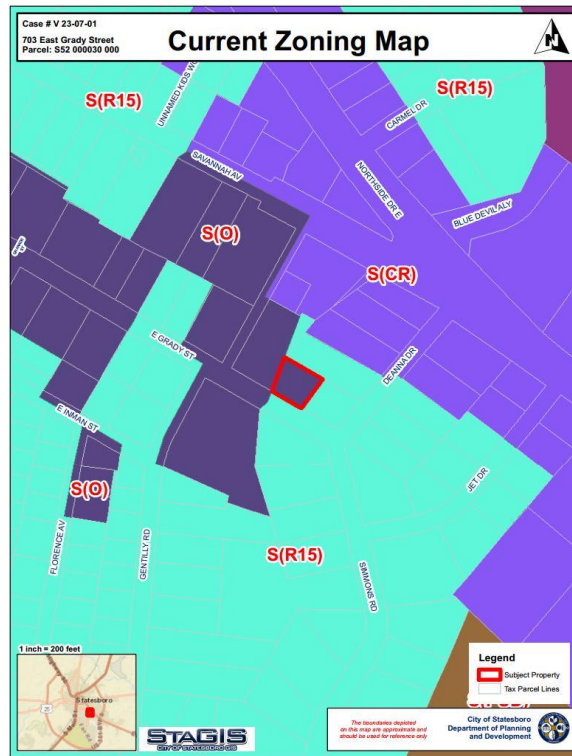 Case # V 23-07-01
703 East Grady Street
Parcel: S52 000030 000
Current Zoning Map
N
S(R15)
S(R15)
UNNAMED KIDS
CARMEL DR
SAVANNAH AV
NORTHSIDE DR E
BLUE DEVIL ALY
S(O)
S(CR)
E GRADY ST
DEANNA DR
E INMAN ST
S(O)
JET DR
S(R15)
FLORENCE AV
GENTILLY RD
SIMMONS RD
1 inch = 200 feet
Statesboro
Legend
Subject Property
Tax Parcel Lines
STAGIS
CITY OF STATESBORO GIS
The boundaries depicted
on this map are approximate and
should be used for reference only
City of Statesboro
Department of Planning
and Development